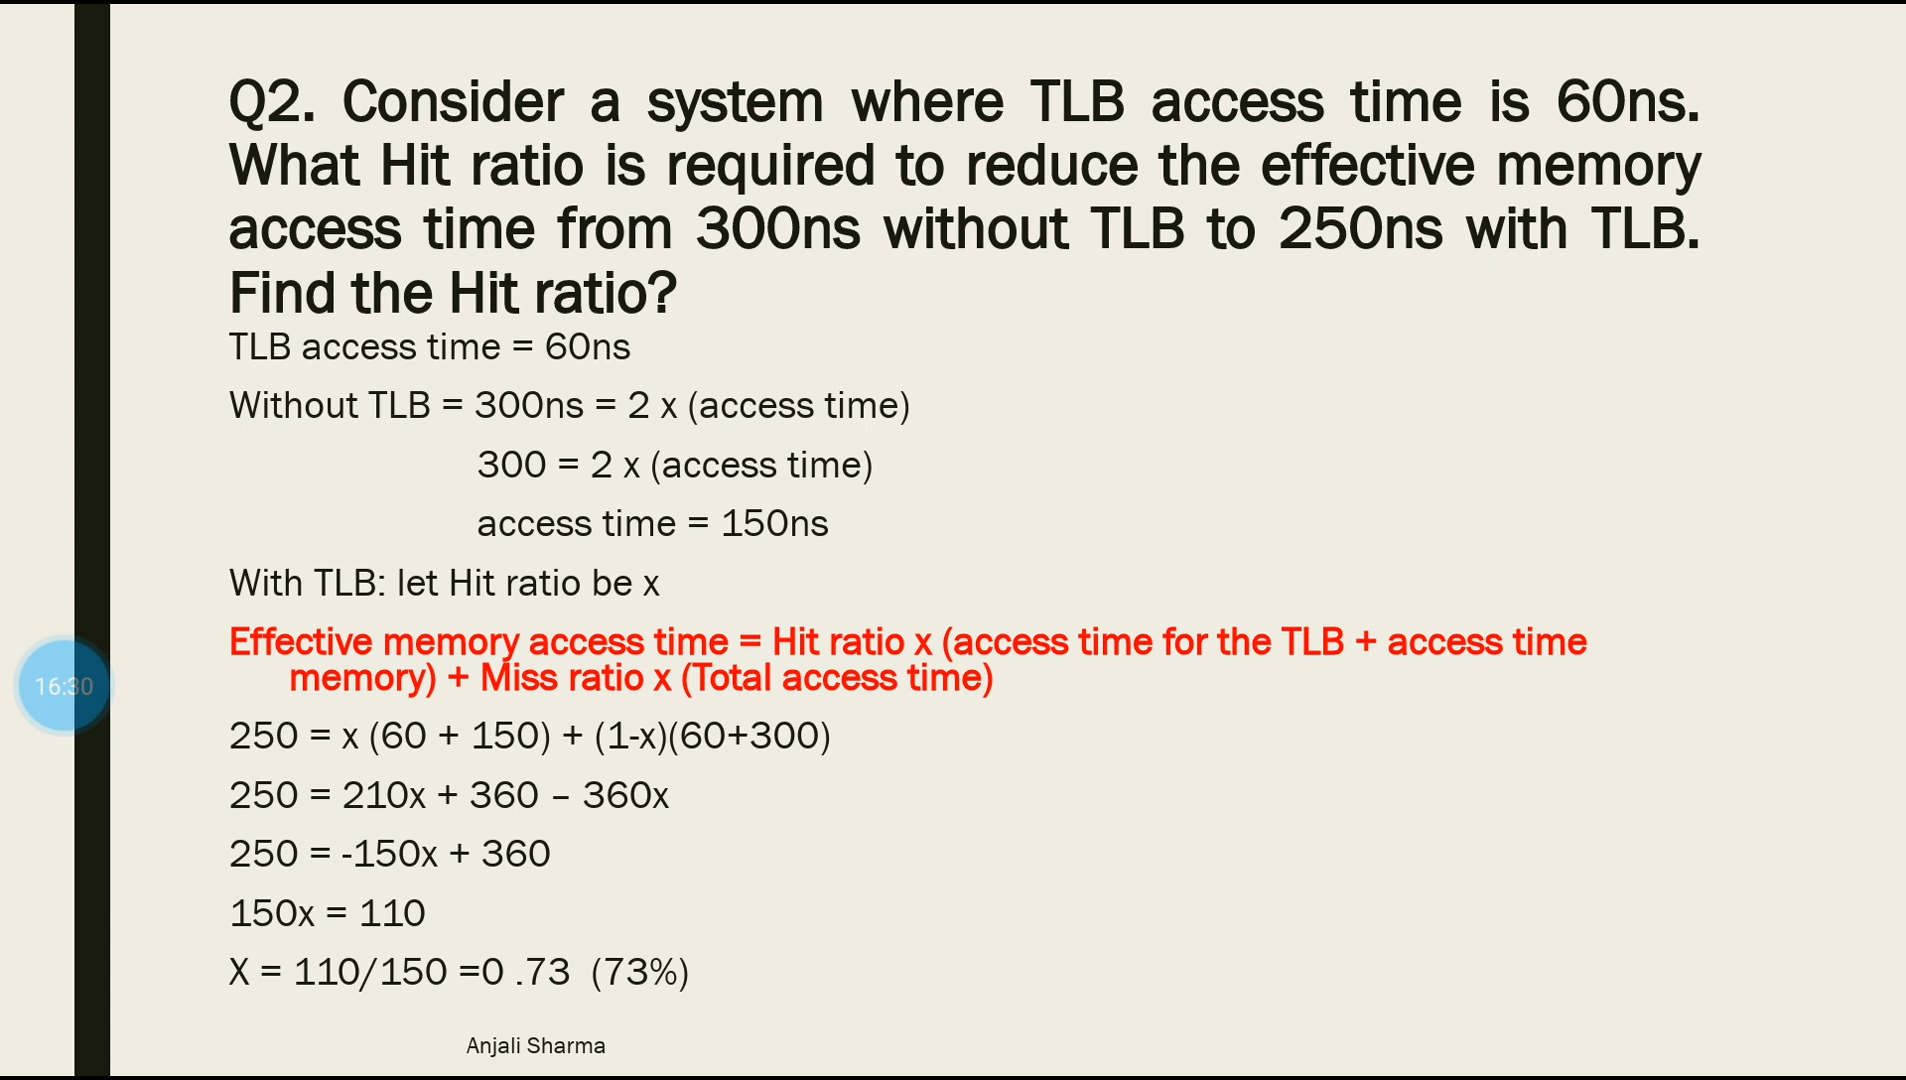 Q2. Consider a system where TLB access time is 60ns.
What Hit ratio is required to reduce the effective memory
access time from 300ns without TLB to 250ns with TLB.
Find the Hit ratio?
TLB access time = 60ns
Without TLB = 300ns = 2 x (access time)
300 = 2 x (access time)
access time = 150ns
With TLB: let Hit ratio be x
Effective memory access time = Hit ratio x (access time for the TLB + access time
memory) + Miss ratio x (Total access time)
16:30
250 = x (60 + 150) + (1-x)(60+300)
250 = 210x + 360 – 360x
250 = -150x + 360
150x = 110
X = 110/150 =0 .73 (73%)
Anjali Sharma